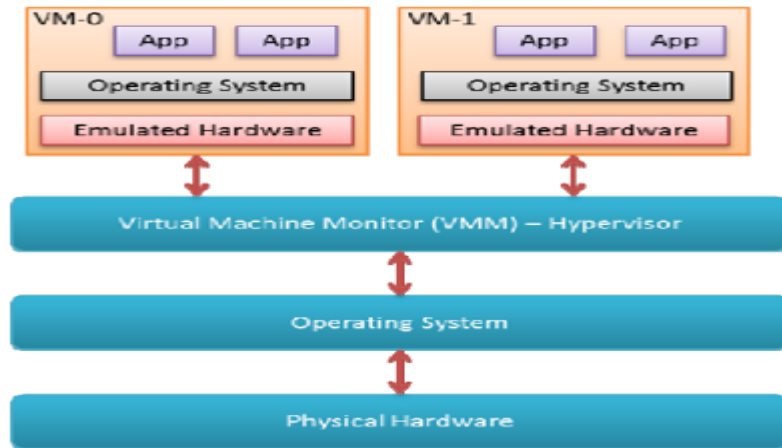 VM-0
App App
Operating System
Emulated Hardware
VM-1
App App
Operating System
Emulated Hardware
Virtual Machine Monitor (VMM) – Hypervisor
Operating System
Physical Hardware